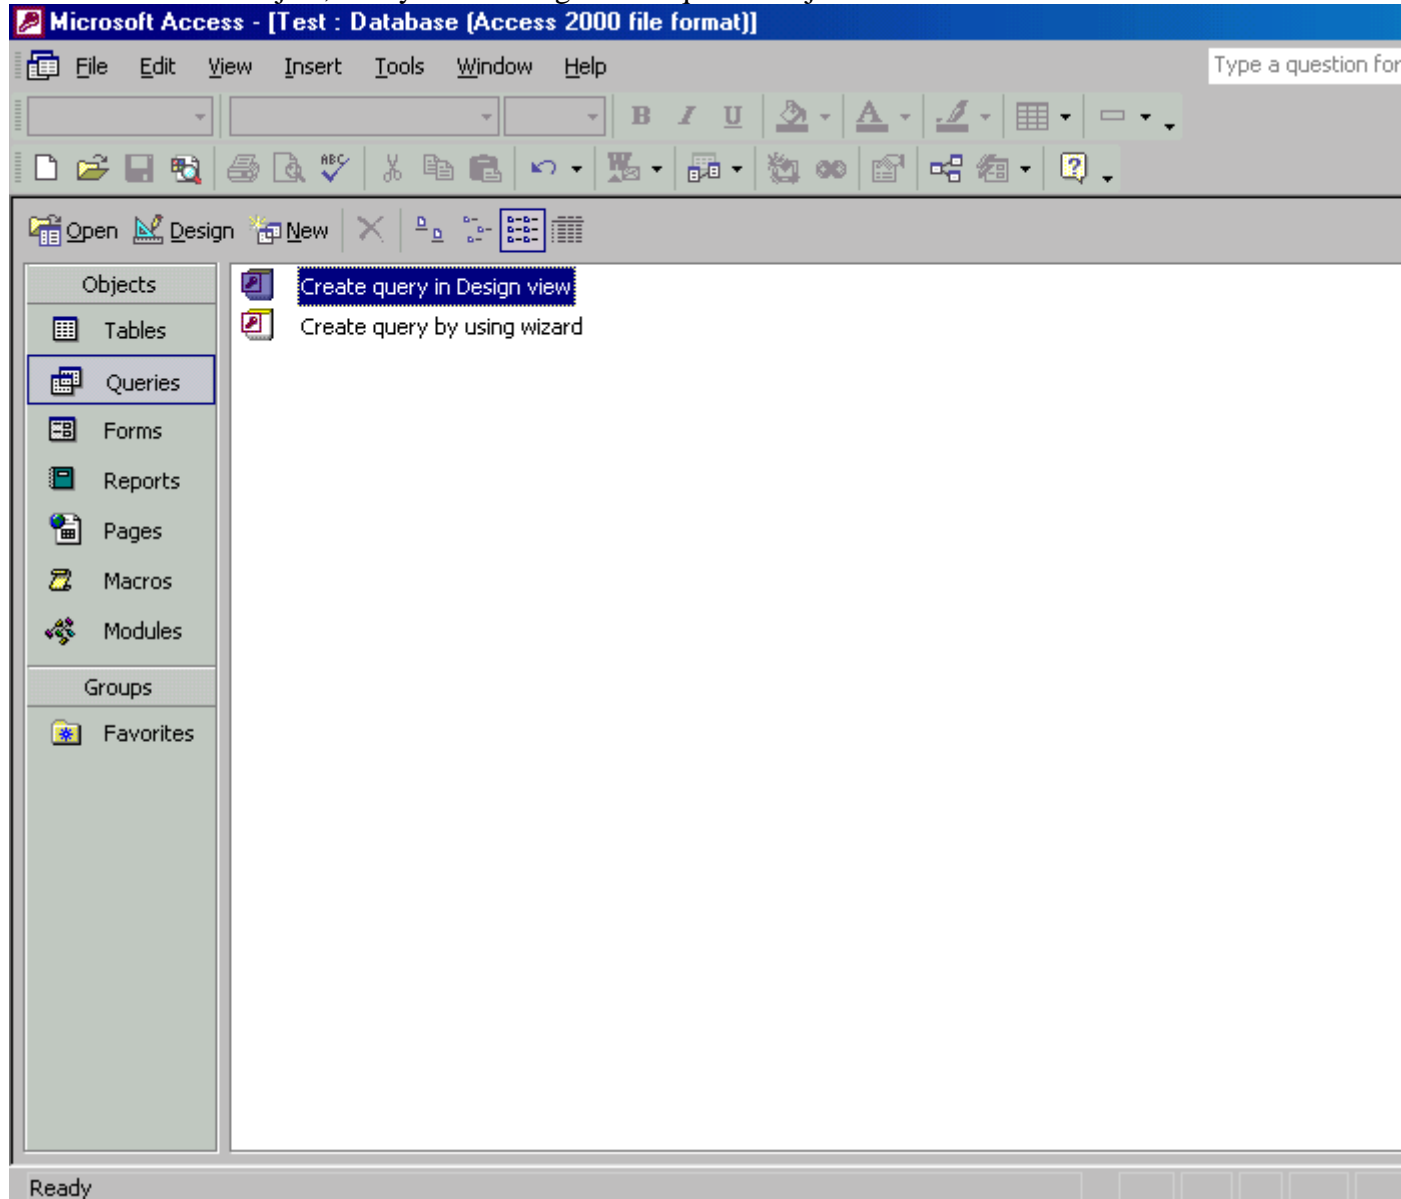 Microsoft Access - [Test : Database (Access 2000 file format)]
File Edit View Insert Tools Window Help
Type a question for
B I U A
ABC W ?
Open Design New
Objects
Create query in Design view
Create query by using wizard
Tables
Queries
Forms
Reports
Pages
Macros
Modules
Groups
Favorites
Ready